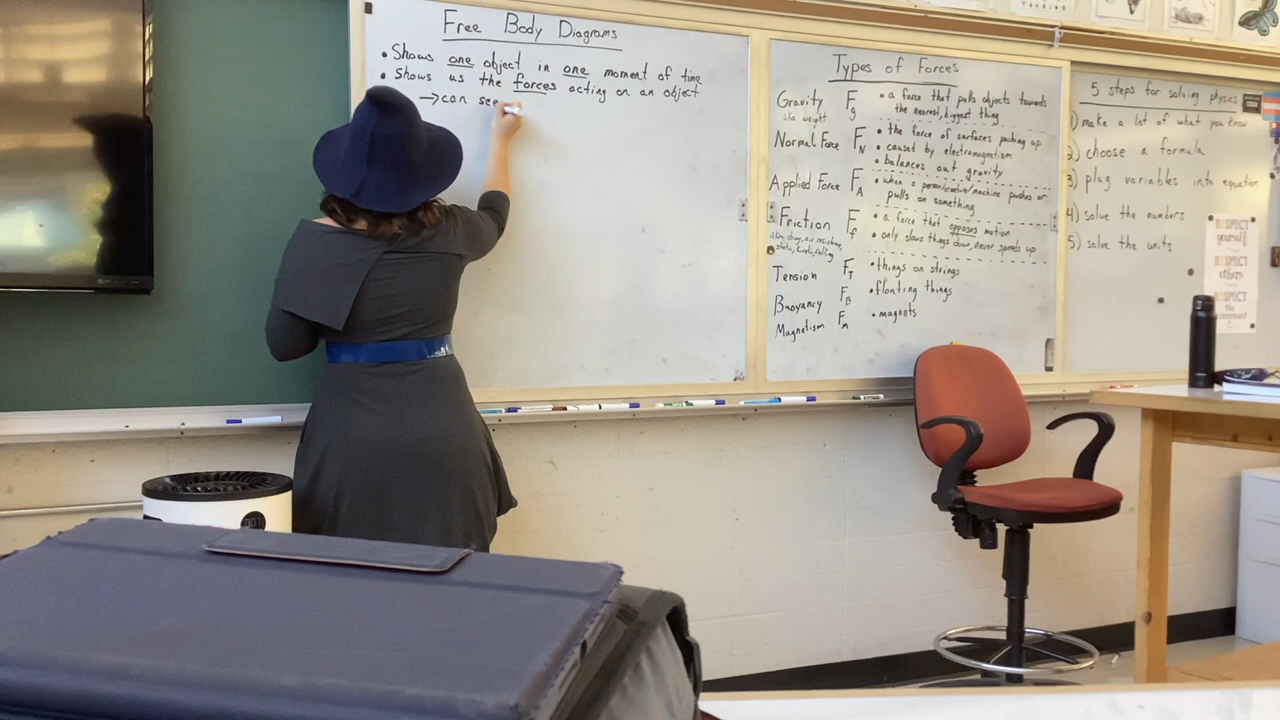 Free Body Diagrams
• Shows one object in one moment of time
• Shows us the forces acting on an object
→ can see
Types of Forces
Gravity Fg • a force that pulls objects towards
aka weight the nearest, biggest thing
Normal Force FN • the force of surfaces pushing up
• caused by electromagnetism
• balances out gravity
Applied Force FA • when a person/creature/machine pushes or
pulls on something
Friction Ff • a force that opposes motion
• only slows things down, never speeds up
Tension FT • things on strings
Buoyancy FB • floating things
Magnetism Fm • magnets
5 steps for solving physics
1) make a list of what you know
2) choose a formula
3) plug variables into equation
4) solve the numbers
5) solve the units
RESPECT
yourself
RESPECT
others
RESPECT